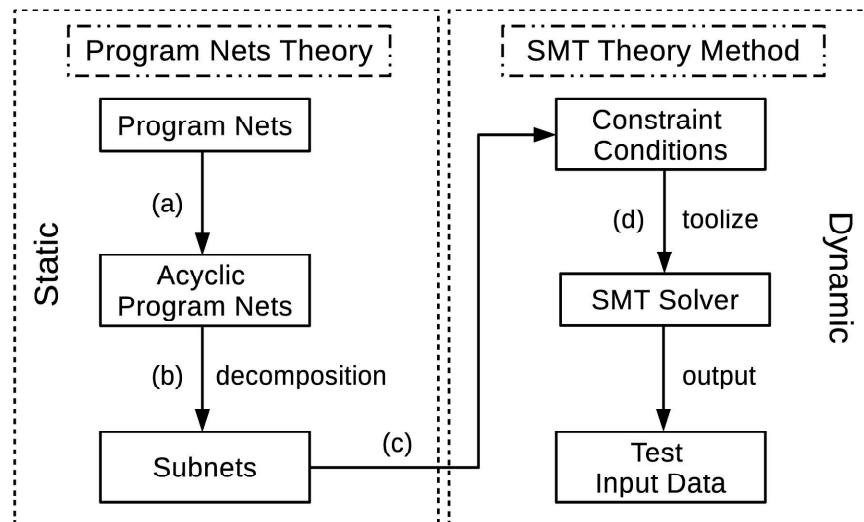 Program Nets Theory
Program Nets
(a)
Static
Acyclic
Program Nets
(b) decomposition
Subnets
(c)
SMT Theory Method
Constraint
Conditions
(d) toolize
Dynamic
SMT Solver
output
Test
Input Data